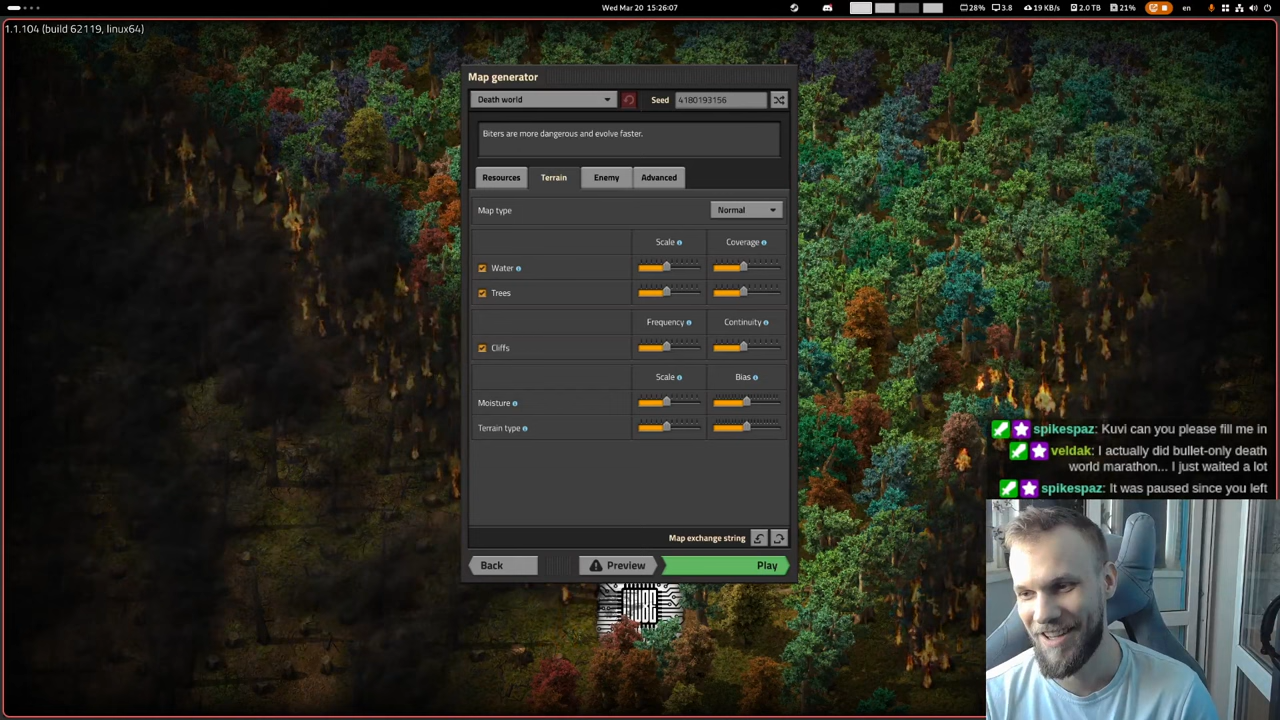 Wed Mar 20 15:26:07
28%
3.8
19 KB/s
2.0 TB
21%
en
1.1.104 (build 62119, linux64)
Map generator
Death world
Seed
4180193156
Biters are more dangerous and evolve faster.
Resources
Terrain
Enemy
Advanced
Map type
Normal
Scale
Coverage
Water
Trees
Frequency
Continuity
Cliffs
Scale
Bias
Moisture
Terrain type
Map exchange string
Back
Preview
Play
spikespaz: Kuvi can you please fill me in
veldak: I actually did bullet-only death
world marathon... I just waited a lot
spikespaz: It was paused since you left